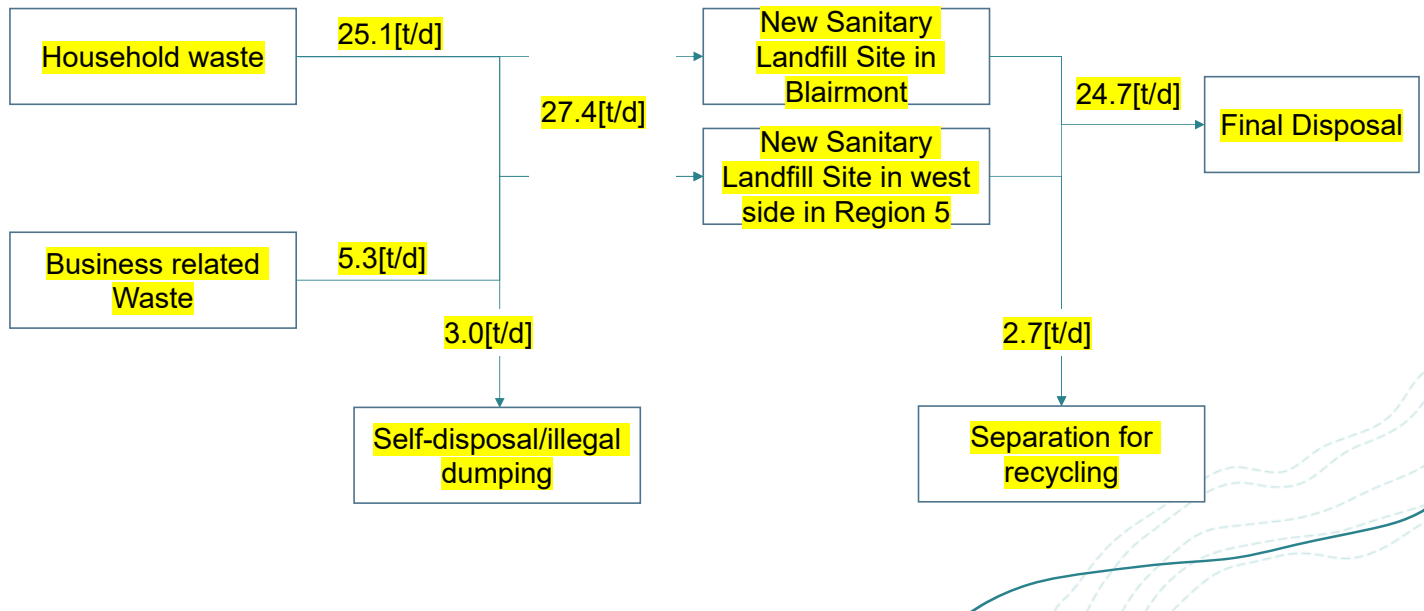 Household waste
25.1[t/d]
27.4[t/d]
New Sanitary
Landfill Site in
Blairmont
New Sanitary
Landfill Site in west
side in Region 5
24.7[t/d]
Final Disposal
Business related
Waste
5.3[t/d]
3.0[t/d]
2.7[t/d]
Self-disposal/illegal
dumping
Separation for
recycling